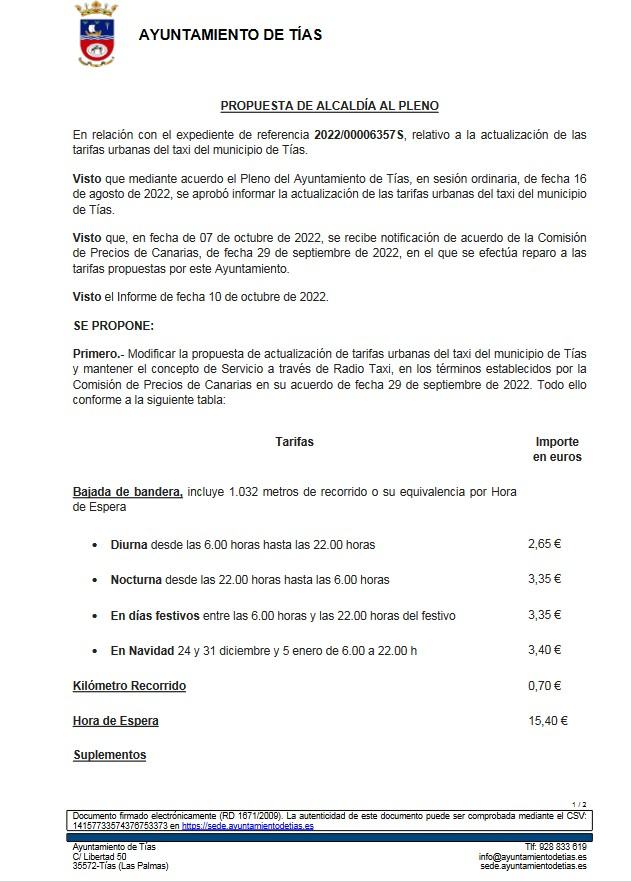 AYUNTAMIENTO DE TÍAS
PROPUESTA DE ALCALDÍA AL PLENO
En relación con el expediente de referencia 2022/00006357S, relativo a la actualización de las
tarifas urbanas del taxi del municipio de Tías.
Visto que mediante acuerdo el Pleno del Ayuntamiento de Tías, en sesión ordinaria, de fecha 16
de agosto de 2022, se aprobó informar la actualización de las tarifas urbanas del taxi del municipio
de Tías.
Visto que, en fecha de 07 de octubre de 2022, se recibe notificación de acuerdo de la Comisión
de Precios de Canarias, de fecha 29 de septiembre de 2022, en el que se efectúa reparo a las
tarifas propuestas por este Ayuntamiento.
Visto el Informe de fecha 10 de octubre de 2022.
SE PROPONE:
Primero.- Modificar la propuesta de actualización de tarifas urbanas del taxi del municipio de Tías
y mantener el concepto de Servicio a través de Radio Taxi, en los términos establecidos por la
Comisión de Precios de Canarias en su acuerdo de fecha 29 de septiembre de 2022. Todo ello
conforme a la siguiente tabla:
Tarifas Importe
en euros
Bajada de bandera, incluye 1.032 metros de recorrido o su equivalencia por Hora
de Espera
• Diurna desde las 6.00 horas hasta las 22.00 horas 2,65 €
• Nocturna desde las 22.00 horas hasta las 6.00 horas 3,35 €
• En días festivos entre las 6.00 horas y las 22.00 horas del festivo 3,35 €
• En Navidad 24 y 31 diciembre y 5 enero de 6.00 a 22.00 h 3,40 €
Kilómetro Recorrido 0,70 €
Hora de Espera 15,40 €
Suplementos
1 / 2
Documento firmado electrónicamente (RD 1671/2009). La autenticidad de este documento puede ser comprobada mediante el CSV:
14157733574376753373 en https://sede.ayuntamientodetias.es
Ayuntamiento de Tías Tlf: 928 833 619
C/ Libertad 50 info@ayuntamientodetias.es
35572-Tías (Las Palmas) sede.ayuntamientodetias.es